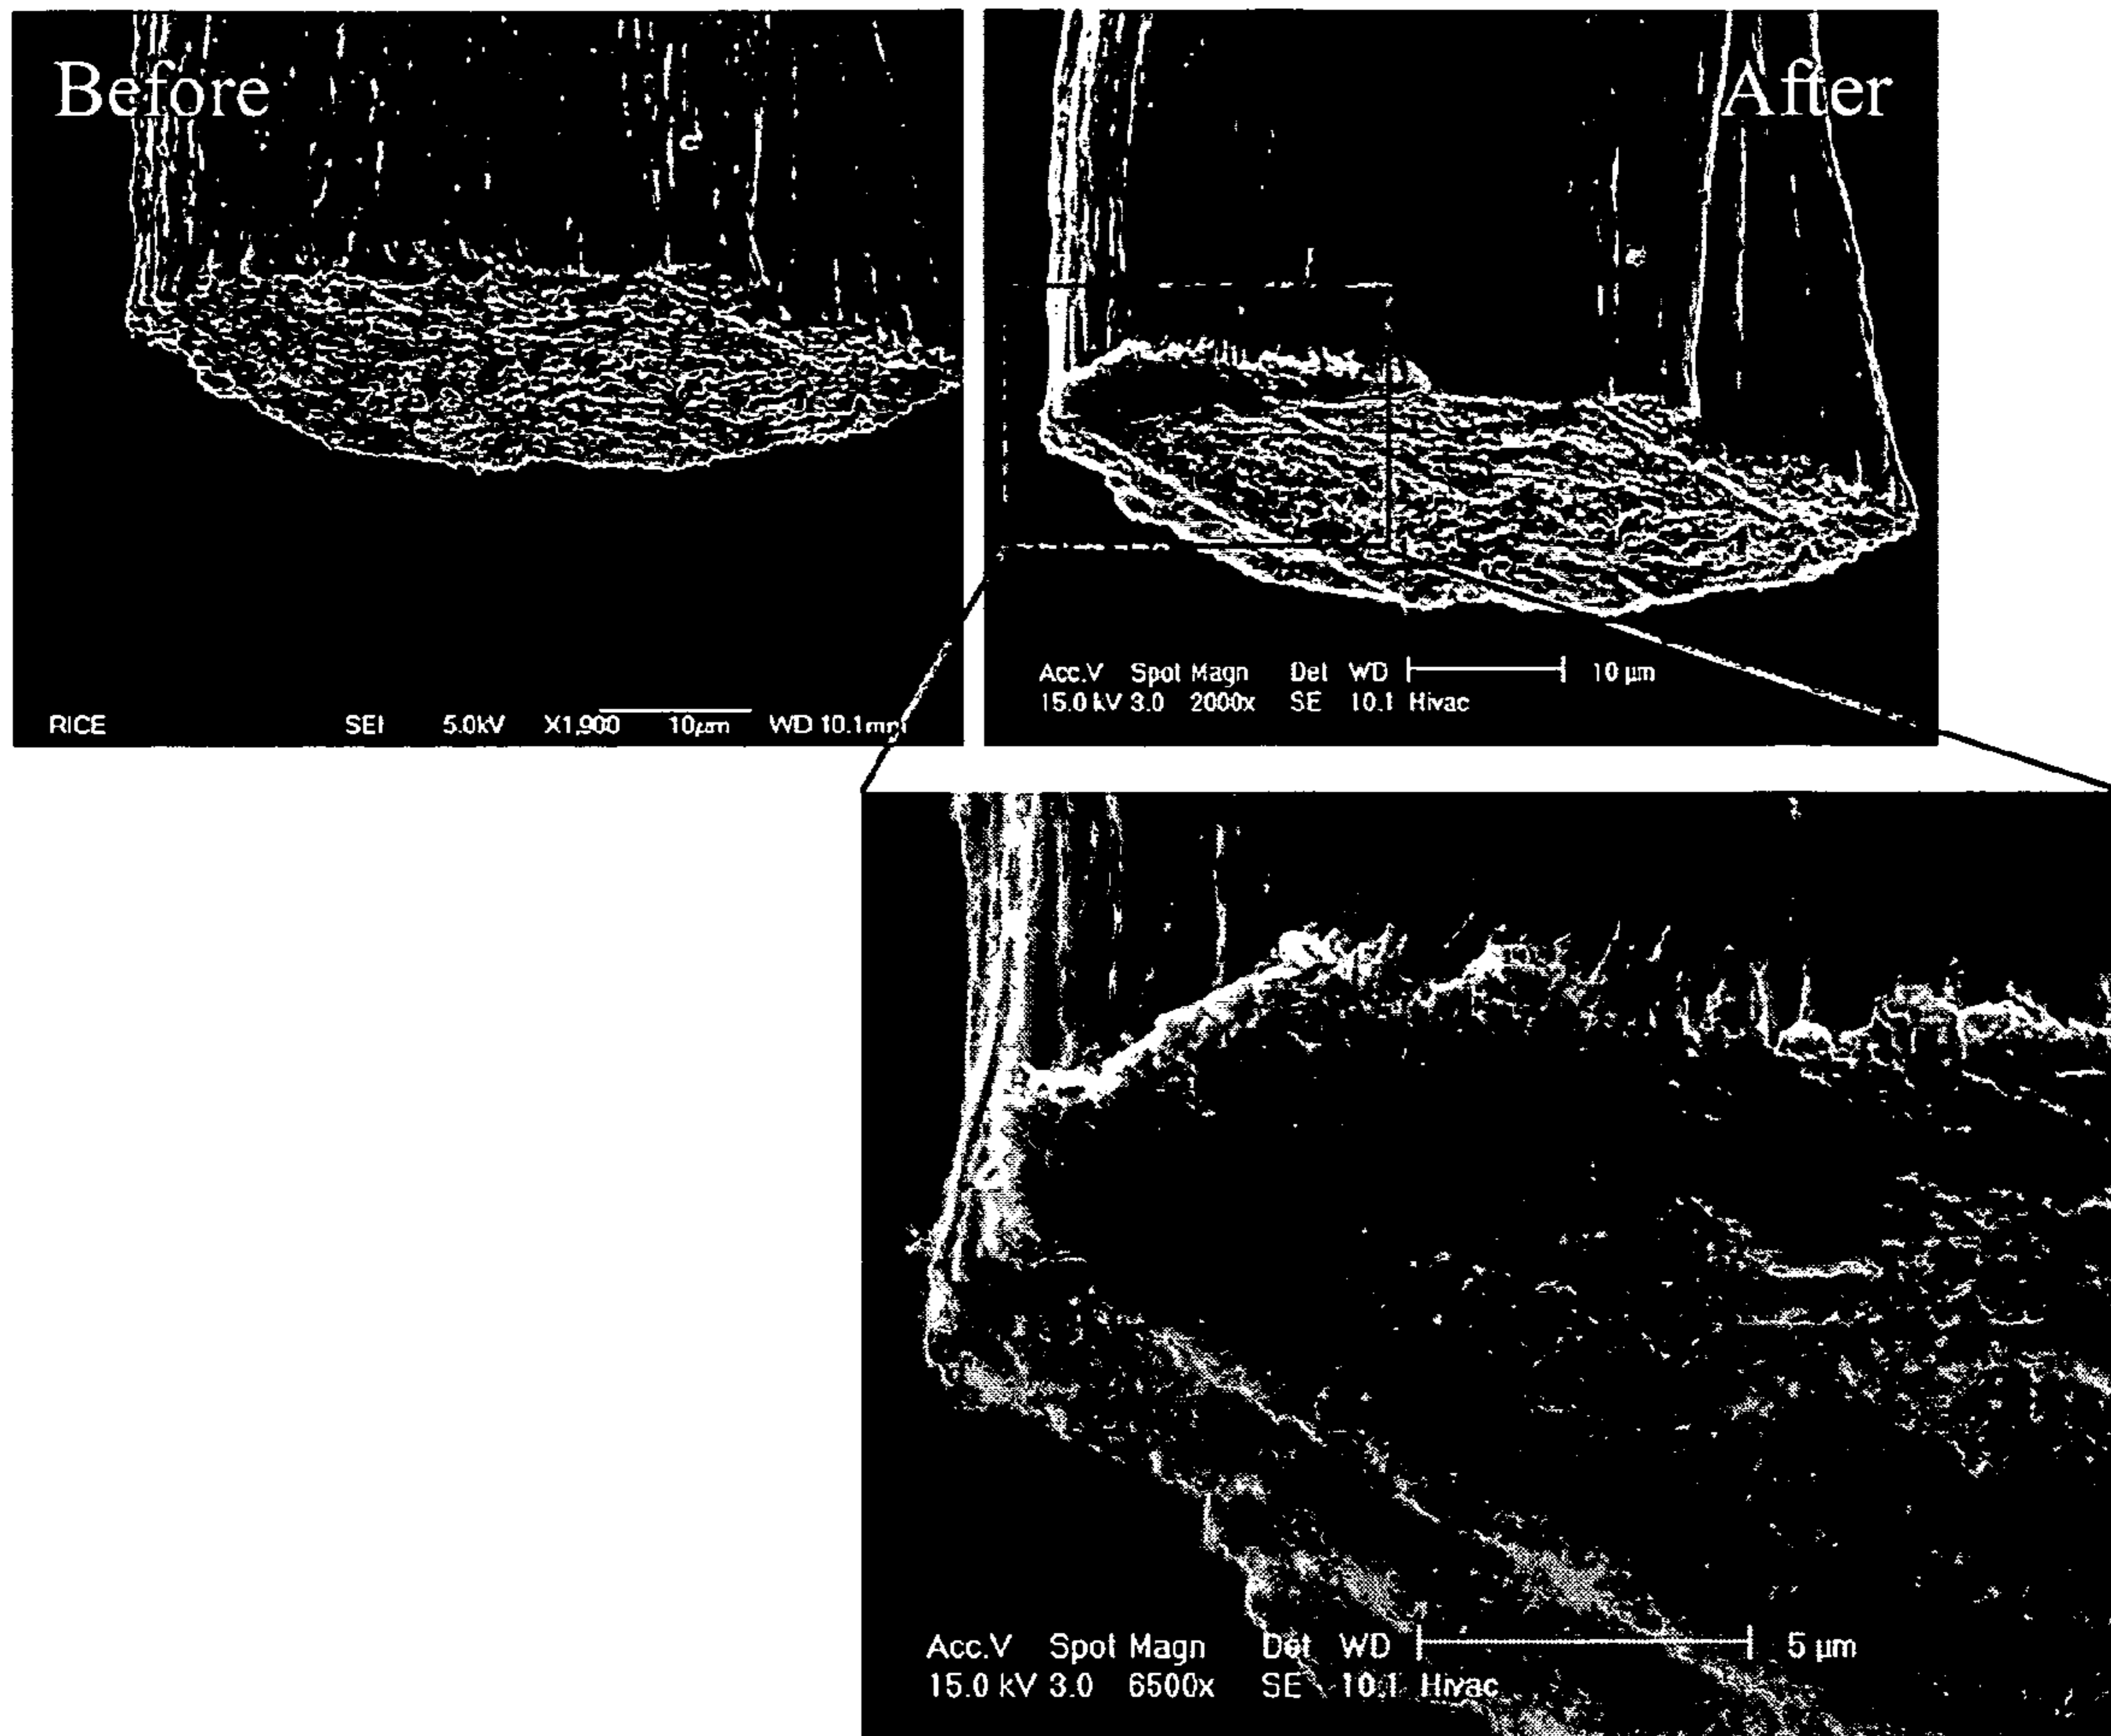 Before
RICE SEI 5.0kV X1,900 10µm WD 10.1mm
After
Acc.V Spot Magn Det WD 10 µm
15.0 kV 3.0 2000x SE 10.1 Hivac
Acc.V Spot Magn Det WD 5 µm
15.0 kV 3.0 6500x SE 10.1 Hivac